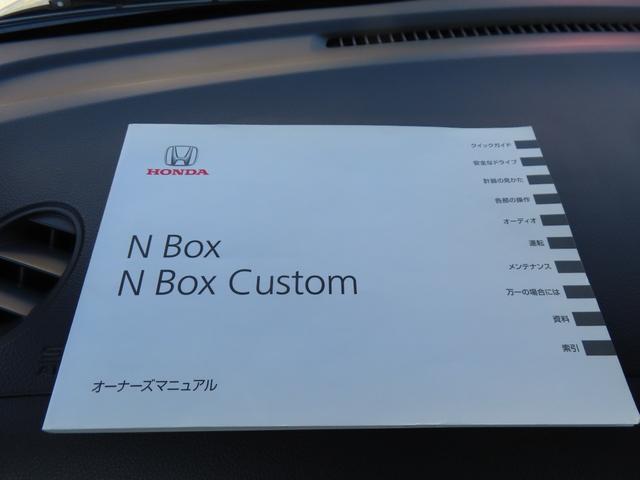 HONDA
N Box
N Box Custom
オーナーズマニュアル
クイックガイド
安全なドライブ
計器の見かた
各部の操作
オーディオ
運転
メンテナンス
万一の場合には
資料
索引